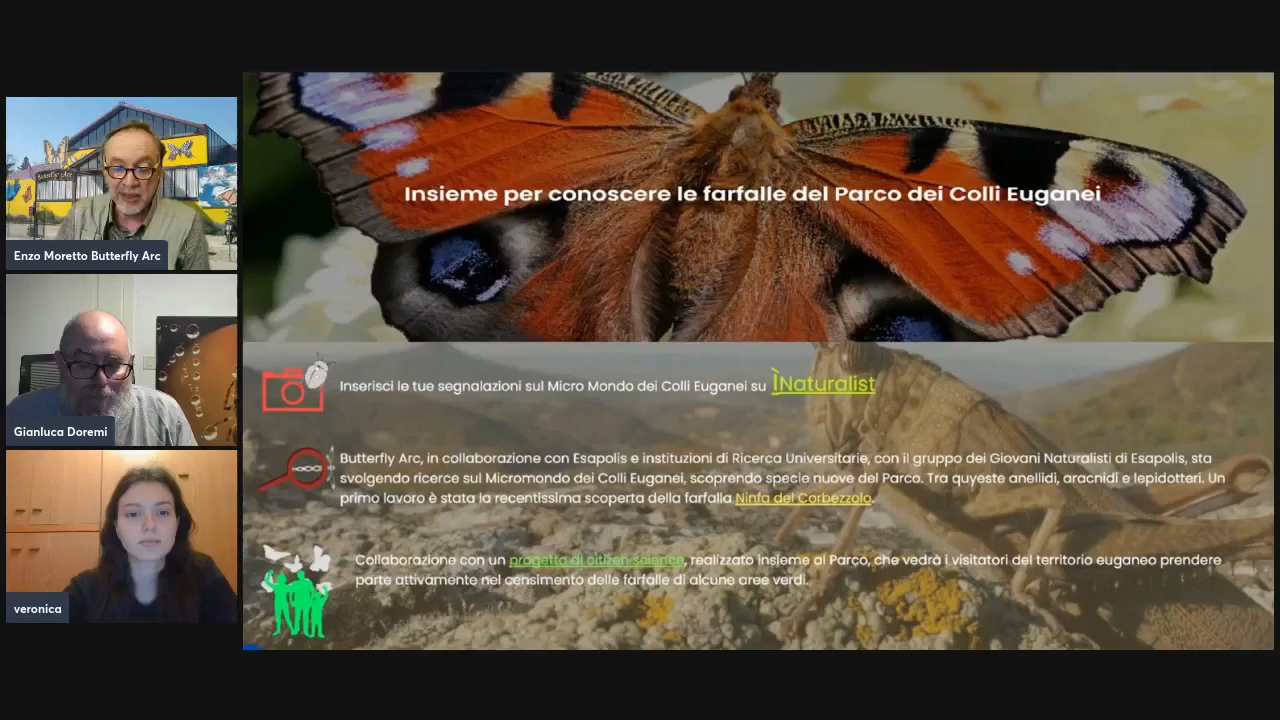 Enzo Moretto Butterfly Arc
Gianluca Doremi
veronica
Insieme per conoscere le farfalle del Parco dei Colli Euganei
Inserisci le tue segnalazioni sul Micro Mondo dei Colli Euganei su ÌNaturalist
Butterfly Arc, in collaborazione con Esapolis e instituzioni di Ricerca Universitarie, con il gruppo dei Giovani Naturalisti di Esapolis, sta
svolgendo ricerce sul Micromondo dei Colli Euganei, scoprendo specie nuove del Parco. Tra quyeste anellidi, aracnidi e lepidotteri. Un
primo lavoro è stata la recentissima scoperta della farfalla Ninfa del Corbezzolo.
Collaborazione con un progetto di citizen science, realizzato insieme al Parco, che vedrà i visitatori del territorio euganeo prendere
parte attivamente nel censimento delle farfalle di alcune aree verdi.